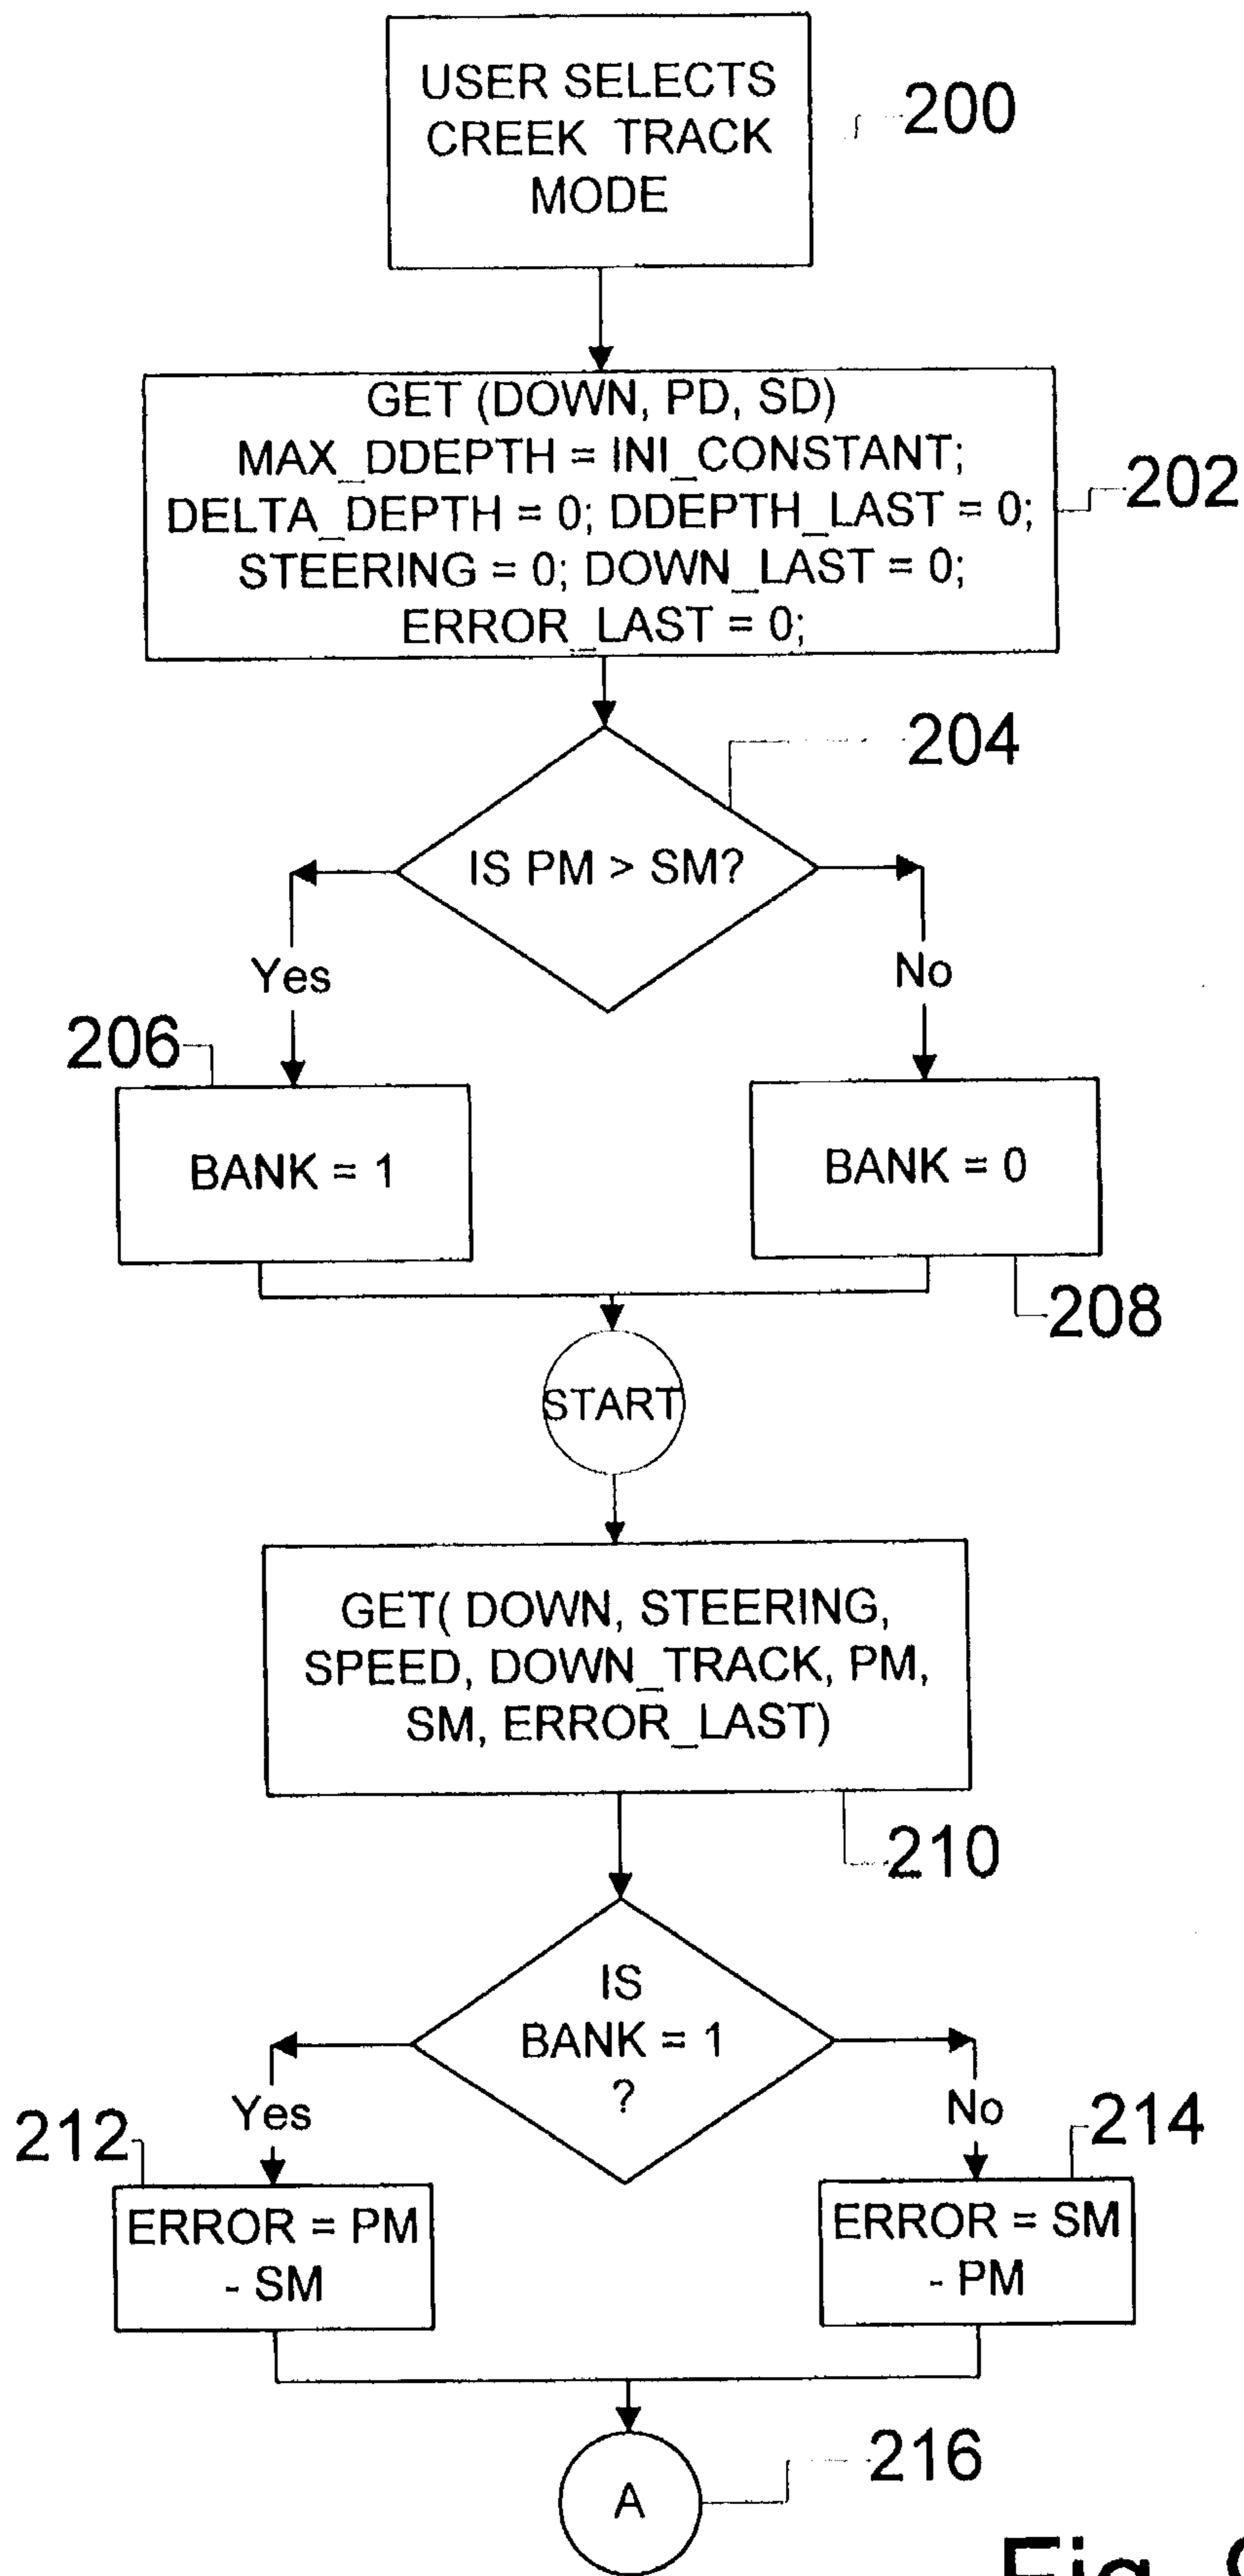 USER SELECTS
CREEK TRACK
MODE
200
GET (DOWN, PD, SD)
MAX_DDEPTH = INI_CONSTANT;
DELTA_DEPTH = 0; DDEPTH_LAST = 0;
STEERING = 0; DOWN_LAST = 0;
ERROR_LAST = 0;
202
204
IS PM > SM?
Yes
No
206
BANK = 1
BANK = 0
208
START
GET( DOWN, STEERING,
SPEED, DOWN_TRACK, PM,
SM, ERROR_LAST)
210
IS
BANK = 1
?
Yes
No
212
214
ERROR = PM
- SM
ERROR = SM
- PM
216
A
Fig.